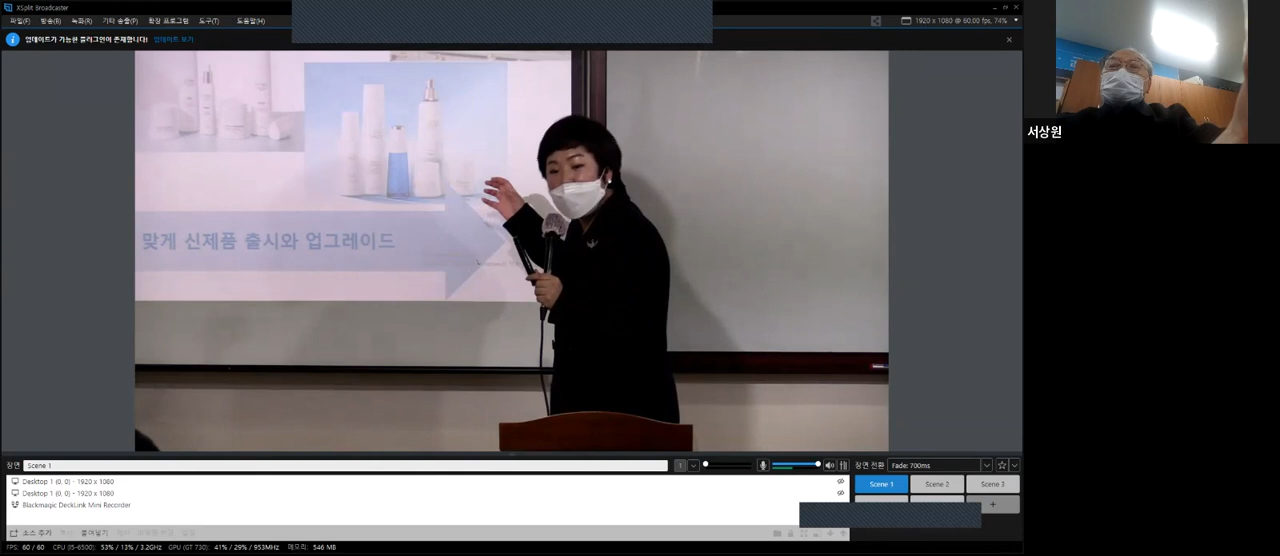 XSplit Broadcaster
파일(F) 방송(B) 녹화(R) 기타 송출(P) 확장 프로그램 도구(T) 도움말(H)
1920 x 1080 @ 60.00 fps, 74%
업데이트가 가능한 플러그인이 존재합니다! 업데이트 보기
맞게 신제품 출시와 업그레이드
서상원
장면 Scene 1
1
장면 전환 Fade: 700ms
Desktop 1 (0, 0) - 1920 x 1080
Desktop 1 (0, 0) - 1920 x 1080
Blackmagic DeckLink Mini Recorder
Scene 1 Scene 2 Scene 3
소스 추가 붙여넣기
FPS: 60 / 60 CPU (i5-6500): 53% / 13% / 3.2GHz GPU (GT 730): 41% / 29% / 953MHz 메모리: 546 MB